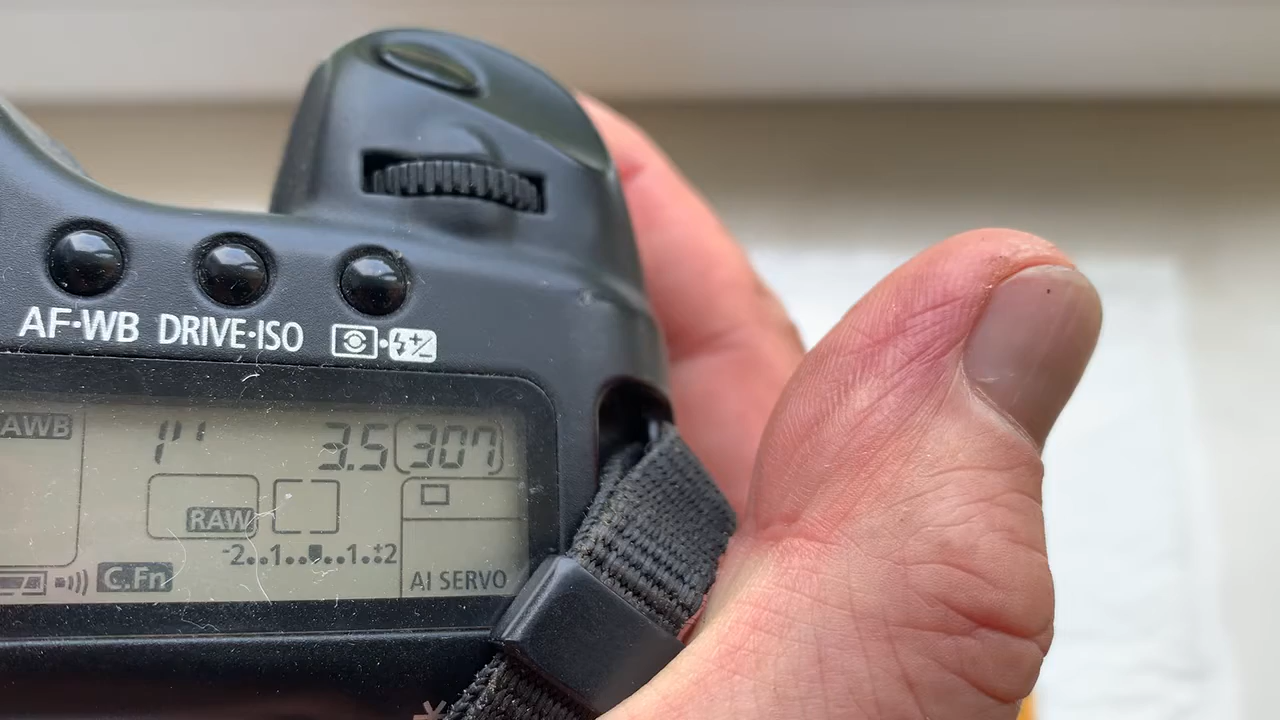 AF•WB DRIVE•ISO
AWB 1" 3.5 [307]
RAW
-2..1..▪..1.±2
C.Fn AI SERVO